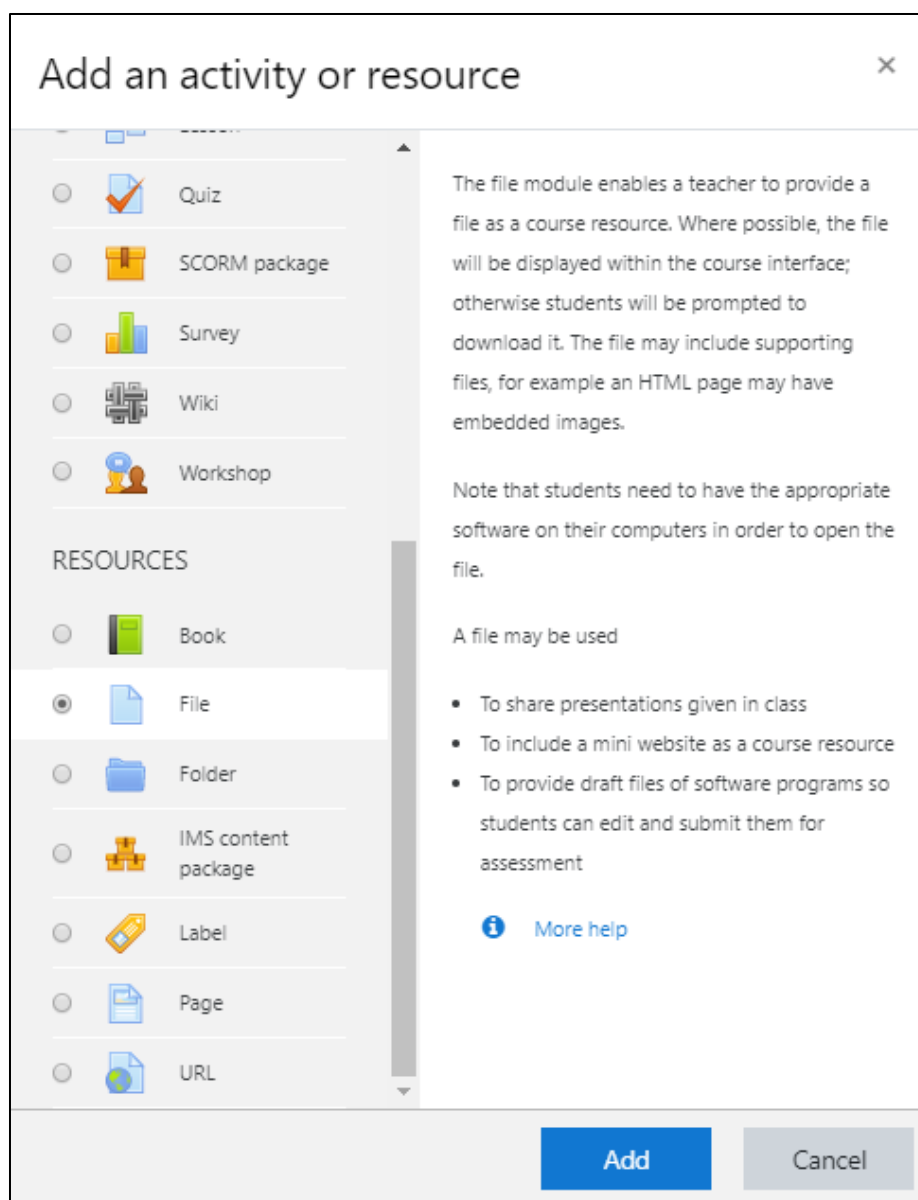 Add an activity or resource
×
Quiz
SCORM package
Survey
Wiki
Workshop
RESOURCES
Book
File
Folder
IMS content
package
Label
Page
URL
The file module enables a teacher to provide a
file as a course resource. Where possible, the file
will be displayed within the course interface;
otherwise students will be prompted to
download it. The file may include supporting
files, for example an HTML page may have
embedded images.
Note that students need to have the appropriate
software on their computers in order to open the
file.
A file may be used
• To share presentations given in class
• To include a mini website as a course resource
• To provide draft files of software programs so
students can edit and submit them for
assessment
More help
Add
Cancel